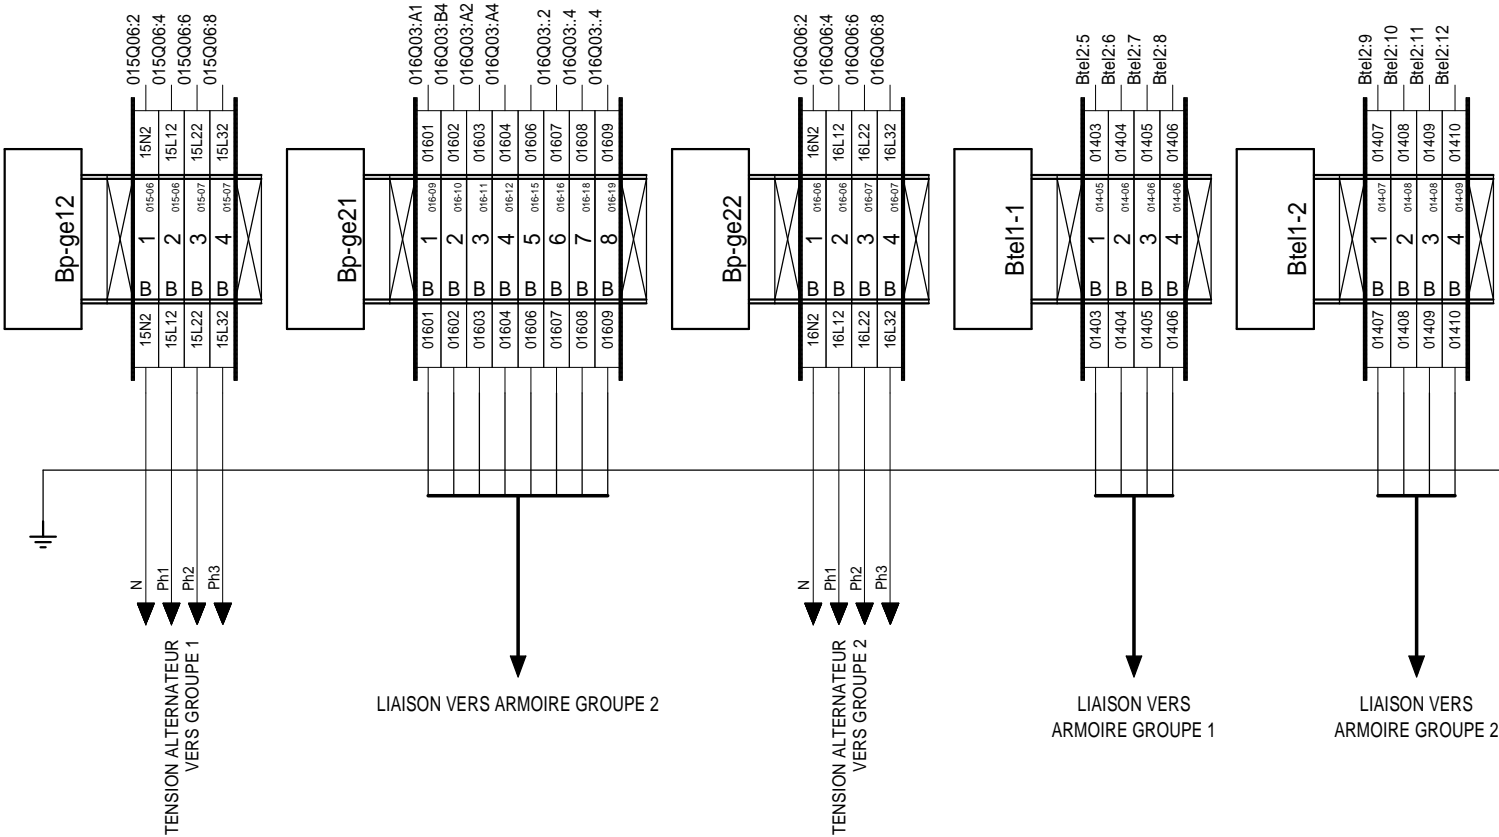 015Q06:2
015Q06:4
015Q06:6
015Q06:8
Bp-ge12
15N2
15L12
15L22
15L32
015-06
015-06
015-07
015-07
1
2
3
4
B
B
B
B
15N2
15L12
15L22
15L32
N
Ph1
Ph2
Ph3
TENSION ALTERNATEUR
VERS GROUPE 1
016Q03:A1
016Q03:B4
016Q03:A2
016Q03:A4
016Q03:.2
016Q03:.4
016Q03:.4
Bp-ge21
01601
01602
01603
01604
01606
01607
01608
01609
016-09
016-10
016-11
016-12
016-15
016-16
016-18
016-19
1
2
3
4
5
6
7
8
B
B
B
B
B
B
B
B
01601
01602
01603
01604
01606
01607
01608
01609
LIAISON VERS ARMOIRE GROUPE 2
016Q06:2
016Q06:4
016Q06:6
016Q06:8
Bp-ge22
16N2
16L12
16L22
16L32
016-06
016-06
016-07
016-07
1
2
3
4
B
B
B
B
16N2
16L12
16L22
16L32
N
Ph1
Ph2
Ph3
TENSION ALTERNATEUR
VERS GROUPE 2
Btel2:5
Btel2:6
Btel2:7
Btel2:8
Btel1-1
01403
01404
01405
01406
014-05
014-06
014-06
014-06
1
2
3
4
B
B
B
B
01403
01404
01405
01406
LIAISON VERS
ARMOIRE GROUPE 1
Btel2:9
Btel2:10
Btel2:11
Btel2:12
Btel1-2
01407
01408
01409
01410
014-07
014-08
014-08
014-09
1
2
3
4
B
B
B
B
01407
01408
01409
01410
LIAISON VERS
ARMOIRE GROUPE 2